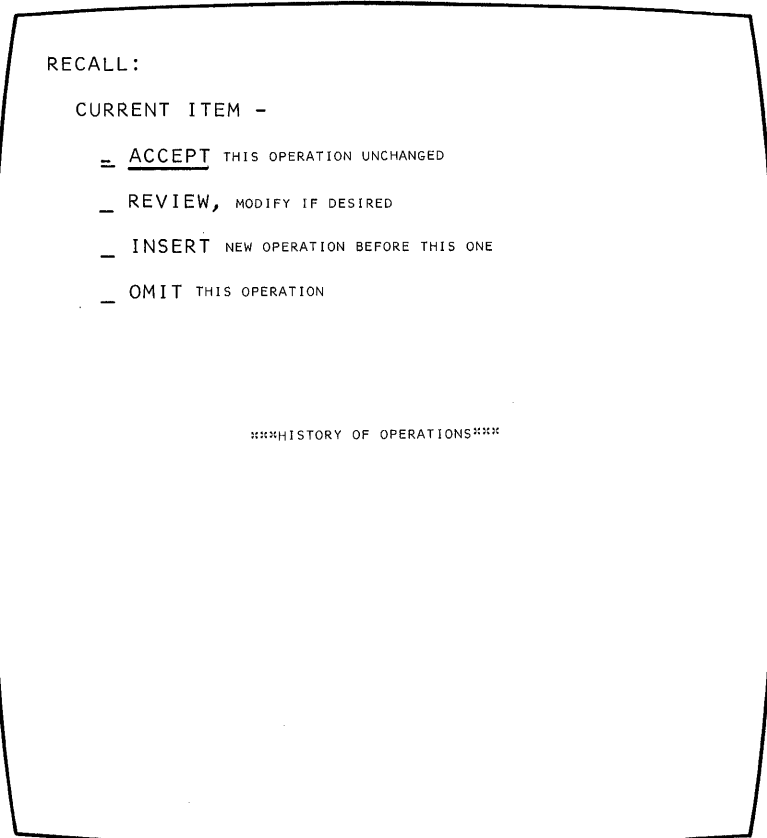 RECALL:
CURRENT ITEM -
_ ACCEPT THIS OPERATION UNCHANGED
_ REVIEW, MODIFY IF DESIRED
_ INSERT NEW OPERATION BEFORE THIS ONE
_ OMIT THIS OPERATION
***HISTORY OF OPERATIONS***